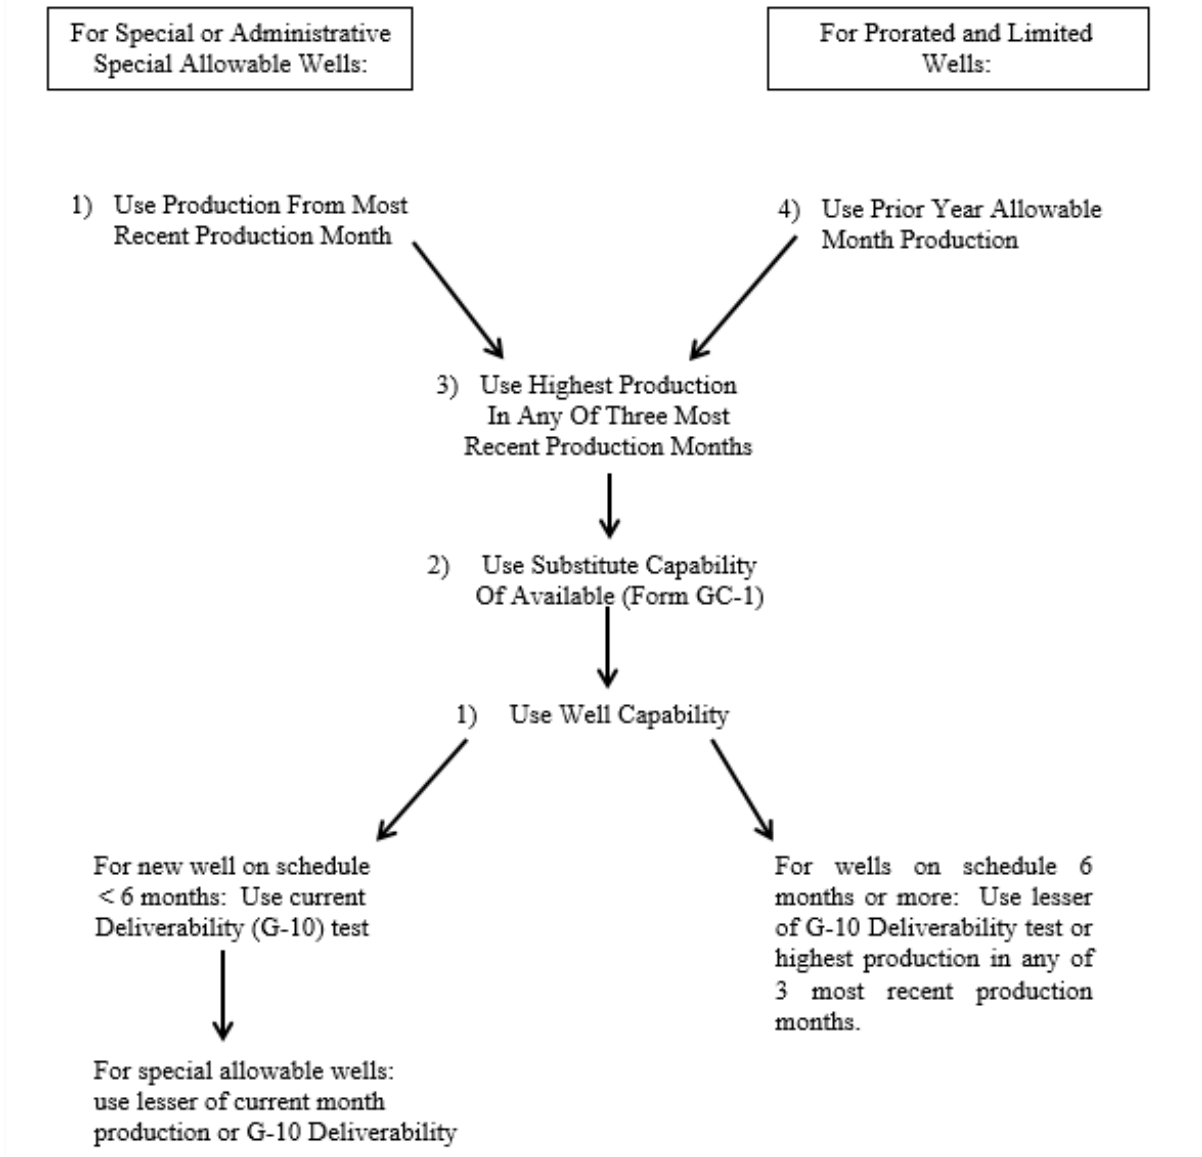 For Special or Administrative
Special Allowable Wells:
For Prorated and Limited
Wells:
1) Use Production From Most
Recent Production Month
4) Use Prior Year Allowable
Month Production
3) Use Highest Production
In Any Of Three Most
Recent Production Months
2) Use Substitute Capability
Of Available (Form GC-1)
1) Use Well Capability
For new well on schedule
< 6 months: Use current
Deliverability (G-10) test
For wells on schedule 6
months or more: Use lesser
of G-10 Deliverability test or
highest production in any of
3 most recent production
months.
For special allowable wells:
use lesser of current month
production or G-10 Deliverability